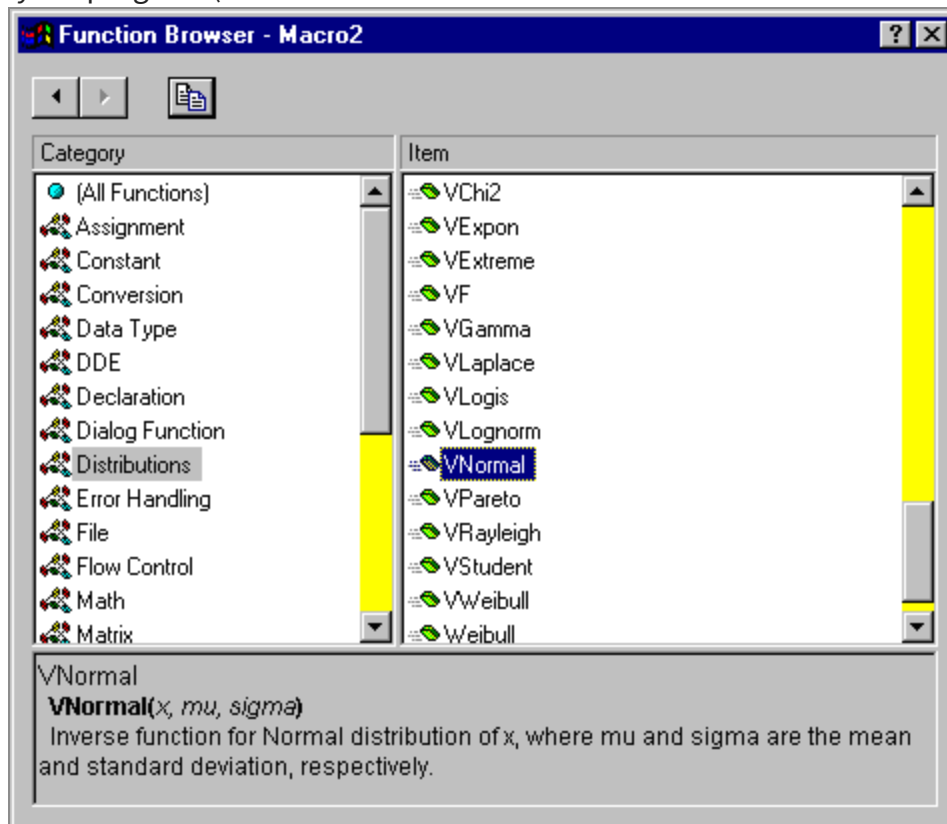 Function Browser - Macro2
Category
Item
(All Functions)
Assignment
Constant
Conversion
Data Type
DDE
Declaration
Dialog Function
Distributions
Error Handling
File
Flow Control
Math
Matrix
VChi2
VExpon
VExtreme
VF
VGamma
VLaplace
VLogis
VLognorm
VNormal
VPareto
VRayleigh
VStudent
VWeibull
Weibull
VNormal
VNormal(x, mu, sigma)
Inverse function for Normal distribution of x, where mu and sigma are the mean
and standard deviation, respectively.